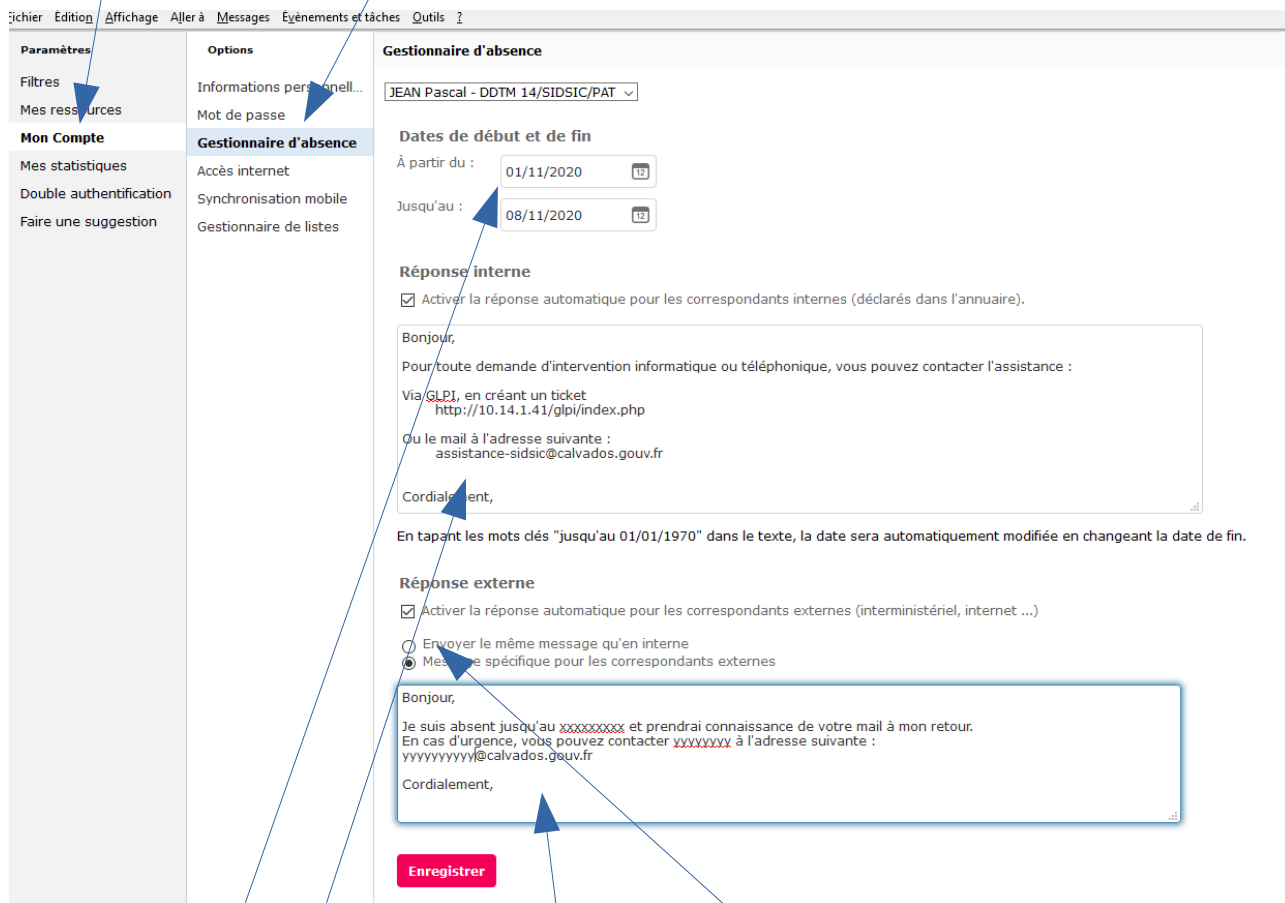 Fichier Édition Affichage Aller à Messages Évènements et tâches Outils ?
Paramètres
Filtres
Mes ressources
Mon Compte
Mes statistiques
Double authentification
Faire une suggestion
Options
Informations personnell...
Mot de passe
Gestionnaire d'absence
Accès internet
Synchronisation mobile
Gestionnaire de listes
Gestionnaire d'absence
JEAN Pascal - DDTM 14/SIDSIC/PAT
Dates de début et de fin
À partir du :
01/11/2020
12
Jusqu'au :
08/11/2020
12
Réponse interne
Activer la réponse automatique pour les correspondants internes (déclarés dans l'annuaire).
Bonjour,
Pour toute demande d'intervention informatique ou téléphonique, vous pouvez contacter l'assistance :
Via GLPI, en créant un ticket
http://10.14.1.41/glpi/index.php
Ou le mail à l'adresse suivante :
assistance-sidsic@calvados.gouv.fr
Cordialement,
En tapant les mots clés "jusqu'au 01/01/1970" dans le texte, la date sera automatiquement modifiée en changeant la date de fin.
Réponse externe
Activer la réponse automatique pour les correspondants externes (interministériel, internet ...)
Envoyer le même message qu'en interne
Message spécifique pour les correspondants externes
Bonjour,
Je suis absent jusqu'au xxxxxxxxx et prendrai connaissance de votre mail à mon retour.
En cas d'urgence, vous pouvez contacter yyyyyyyy à l'adresse suivante :
yyyyyyyyyy@calvados.gouv.fr
Cordialement,
Enregistrer